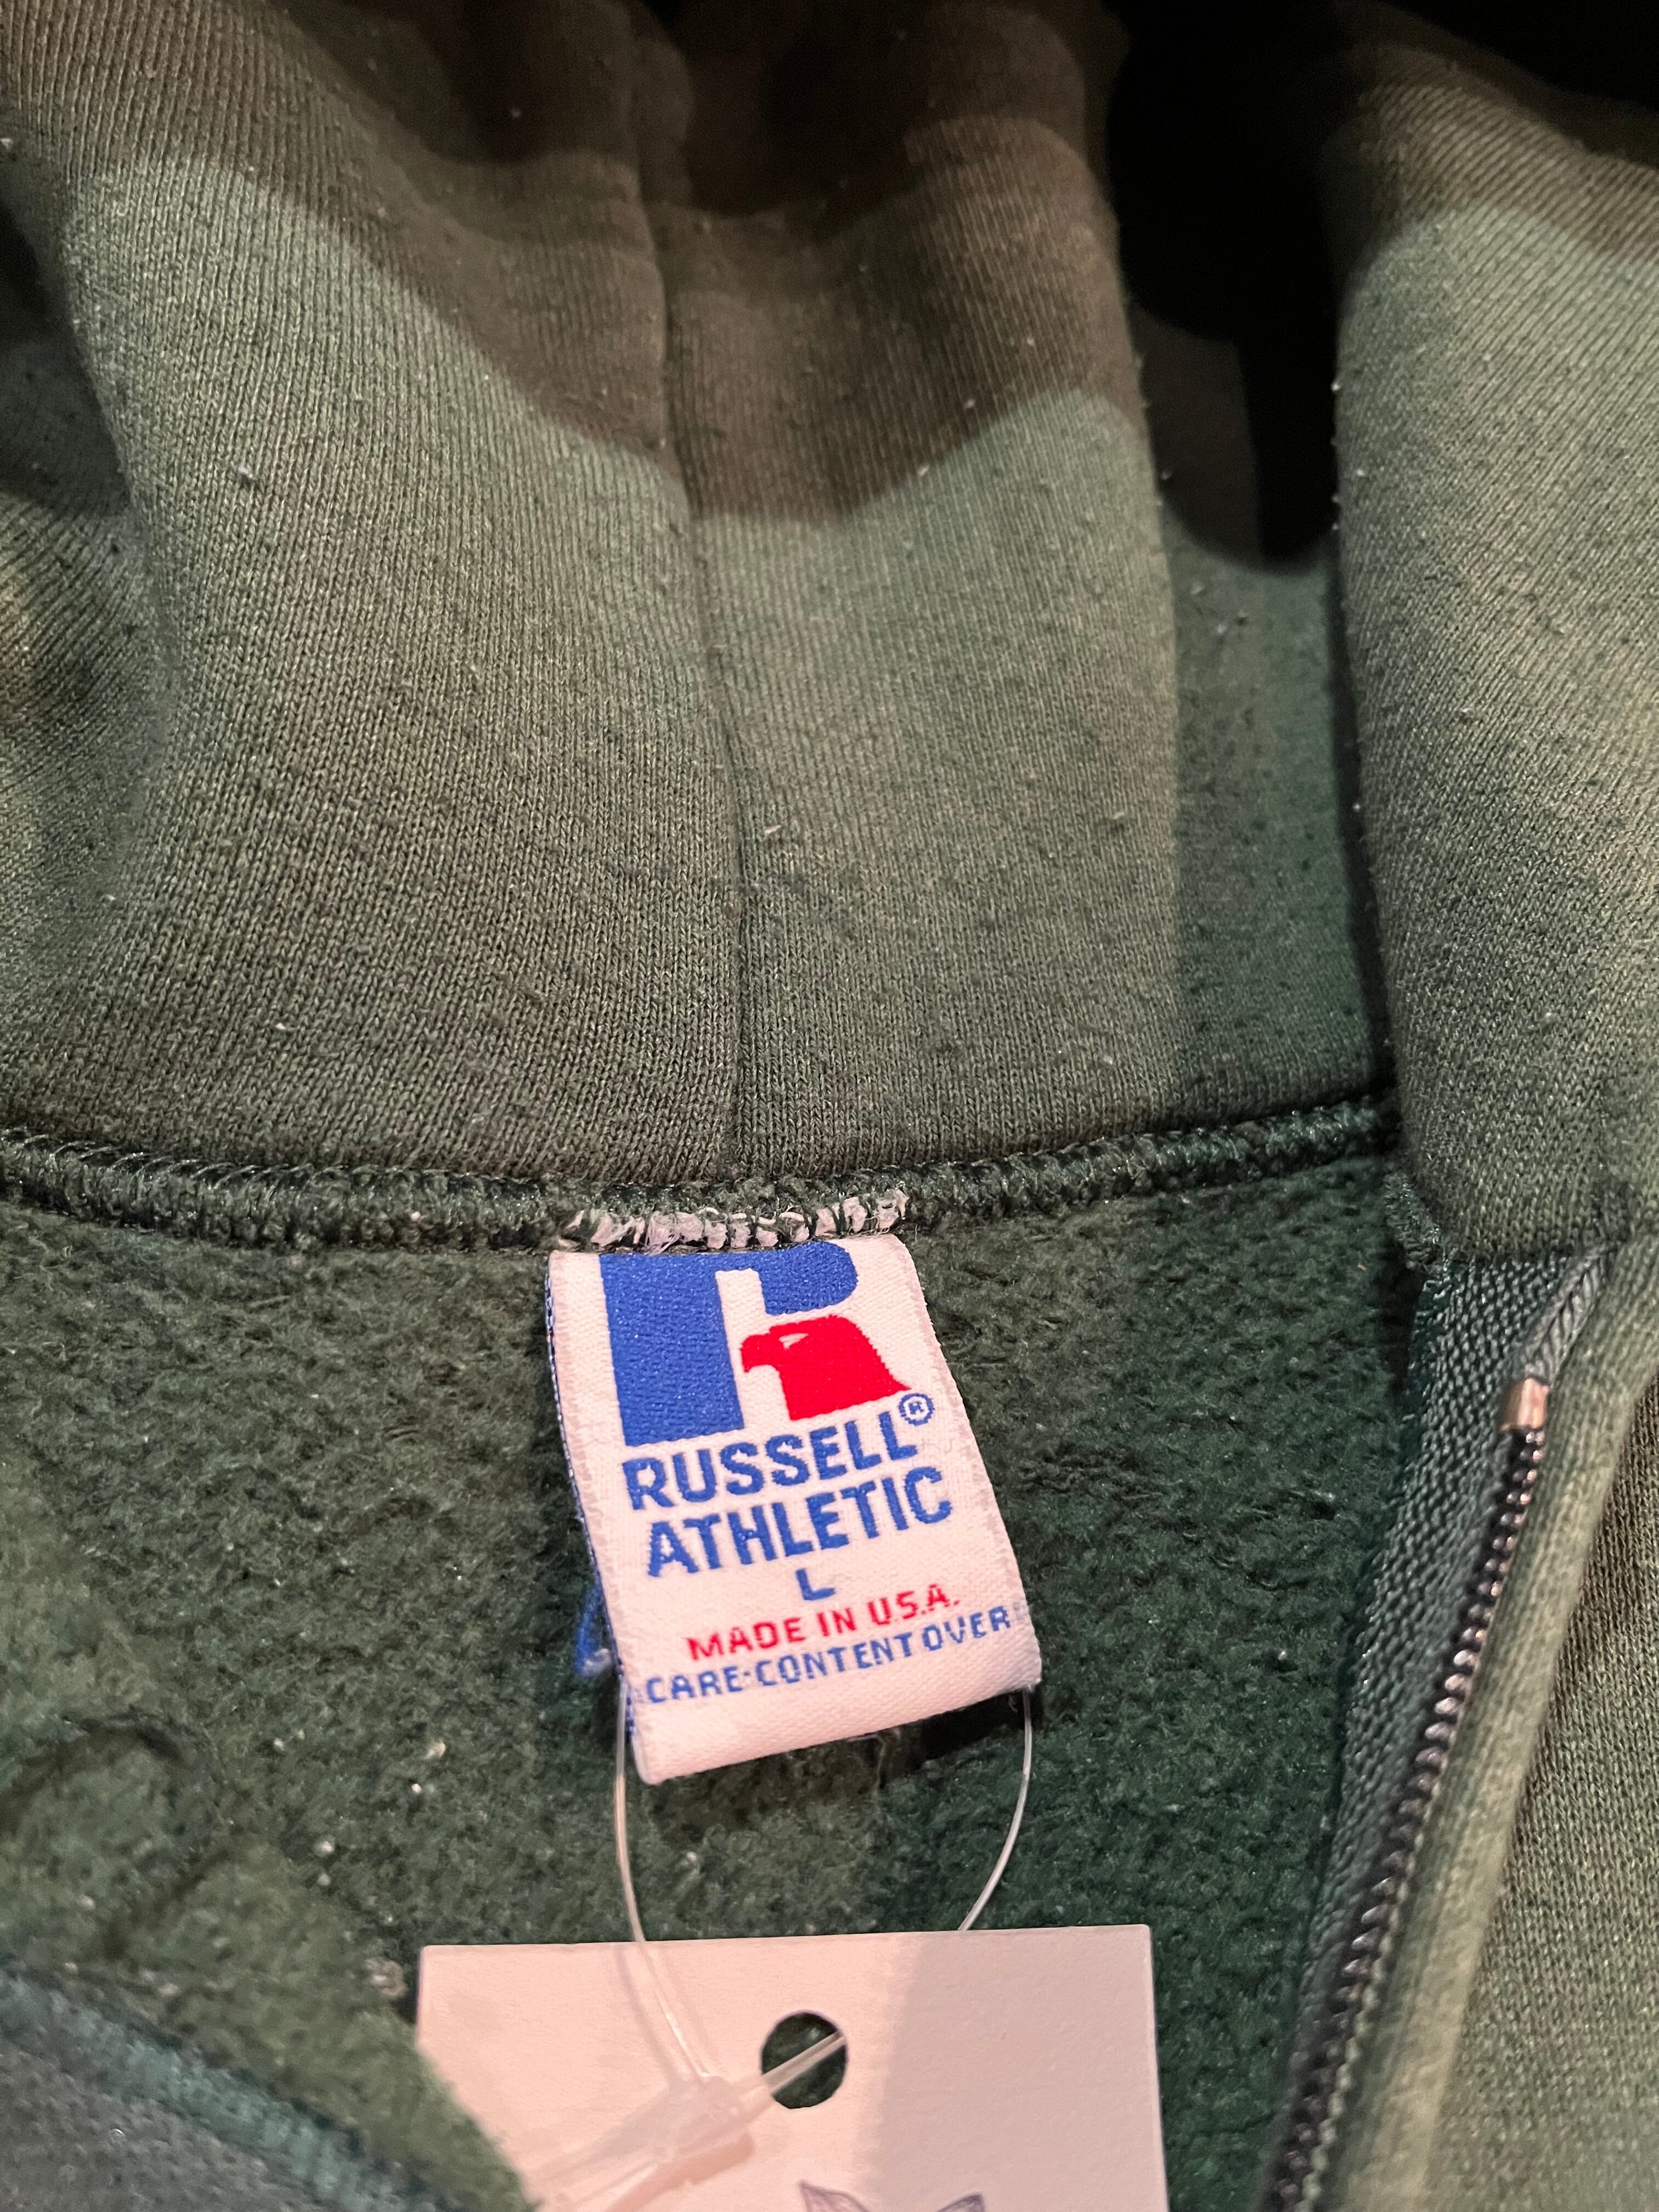 R
RUSSELL®
ATHLETIC
L
MADE IN U.S.A.
CARE-CONTENT OVER